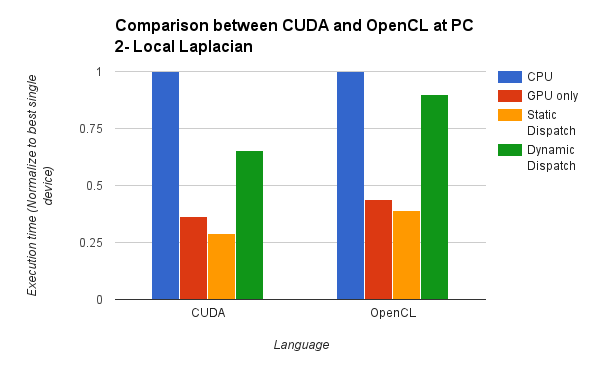 Comparison between CUDA and OpenCL at PC
2- Local Laplacian
Execution time (Normalize to best single
device)
1
0.75
0.5
0.25
0
CUDA
OpenCL
Language
CPU
GPU only
Static
Dispatch
Dynamic
Dispatch